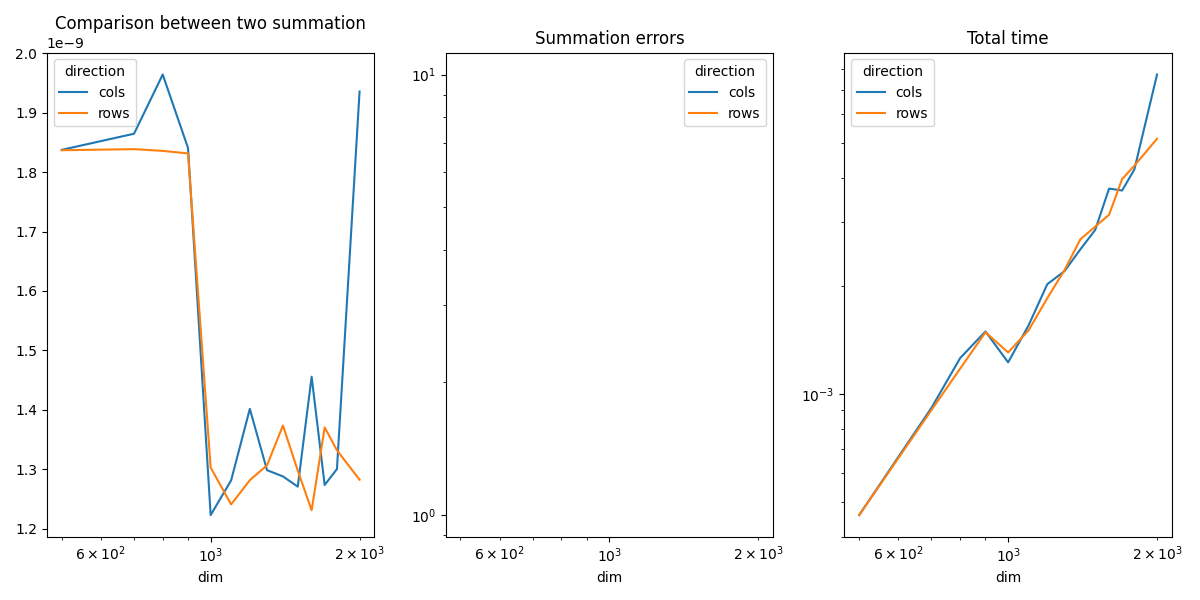 Comparison between two summation
1e−9
2.0
1.9
1.8
1.7
1.6
1.5
1.4
1.3
1.2
direction
cols
rows
6 × 10²
10³
2 × 10³
dim
Summation errors
10¹
10⁰
direction
cols
rows
6 × 10²
10³
2 × 10³
dim
Total time
10⁻³
direction
cols
rows
6 × 10²
10³
2 × 10³
dim